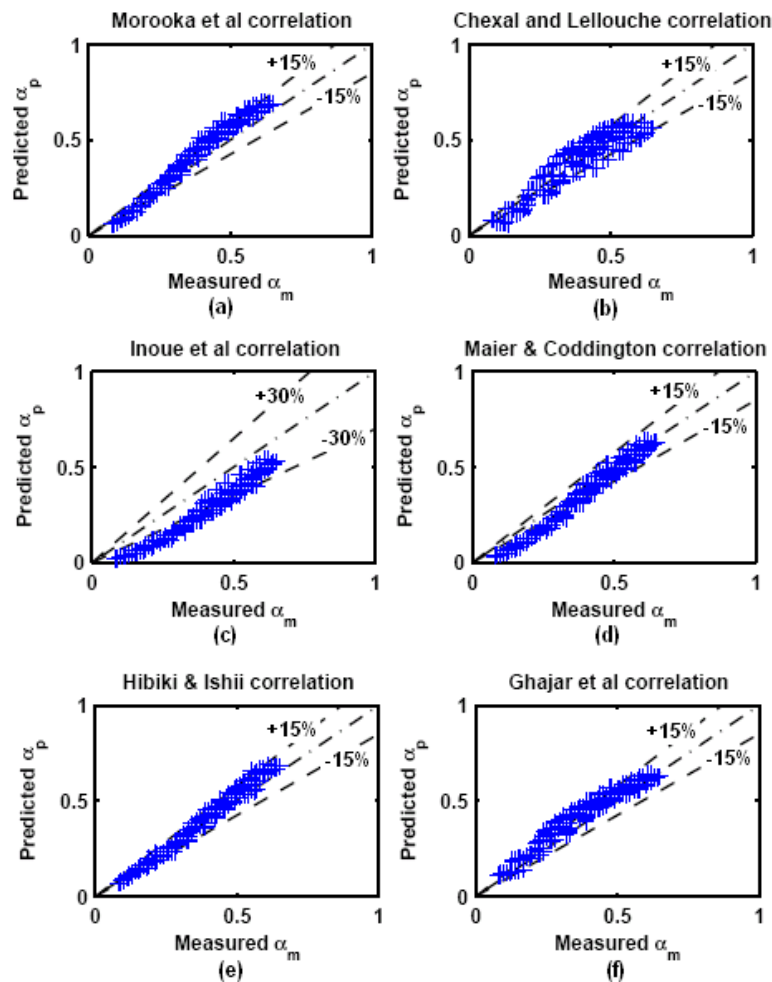 Morooka et al correlation
1
+15%
-15%
0.5
0
0
0.5
1
Predicted αp
Measured αm
(a)
Chexal and Lellouche correlation
1
+15%
-15%
0.5
0
0
0.5
1
Predicted αp
Measured αm
(b)
Inoue et al correlation
1
+30%
-30%
0.5
0
0
0.5
1
Predicted αp
Measured αm
(c)
Maier & Coddington correlation
1
+15%
-15%
0.5
0
0
0.5
1
Predicted αp
Measured αm
(d)
Hibiki & Ishii correlation
1
+15%
-15%
0.5
0
0
0.5
1
Predicted αp
Measured αm
(e)
Ghajar et al correlation
1
+15%
-15%
0.5
0
0
0.5
1
Predicted αp
Measured αm
(f)